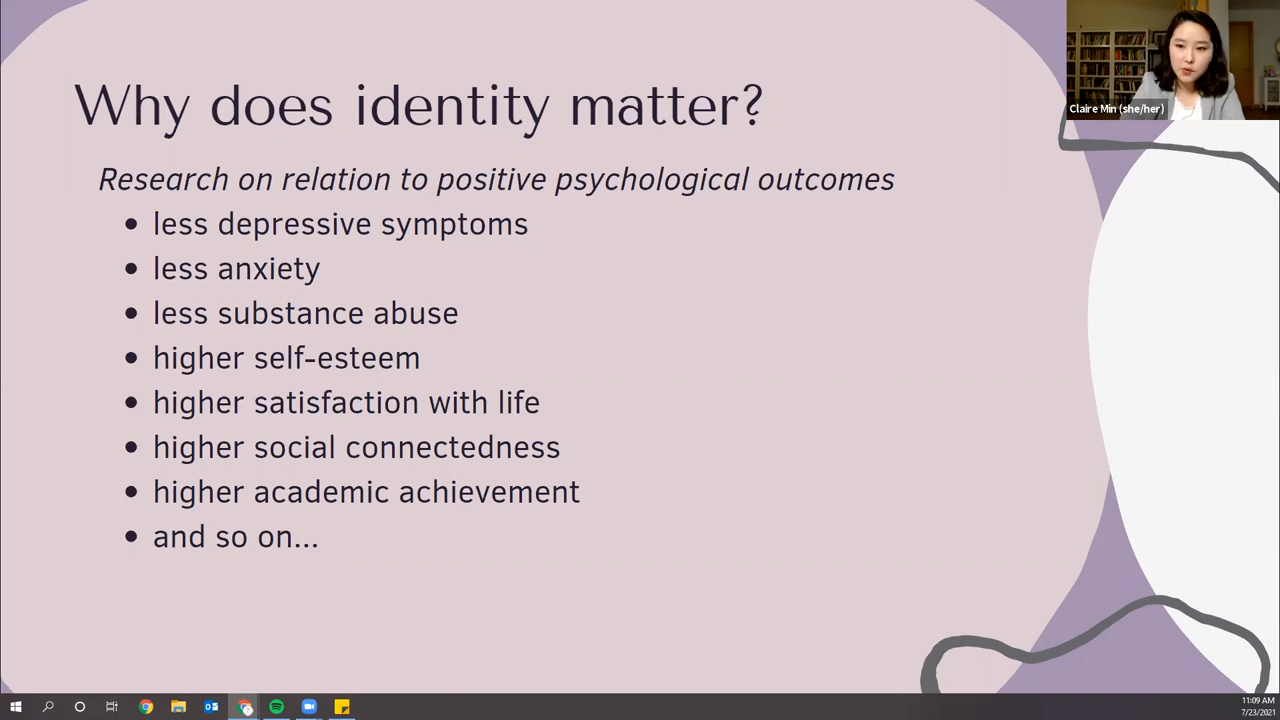 Why does identity matter?
Research on relation to positive psychological outcomes
• less depressive symptoms
• less anxiety
• less substance abuse
• higher self-esteem
• higher satisfaction with life
• higher social connectedness
• higher academic achievement
• and so on...
Claire Min (she/her)
11:09 AM
7/23/2021